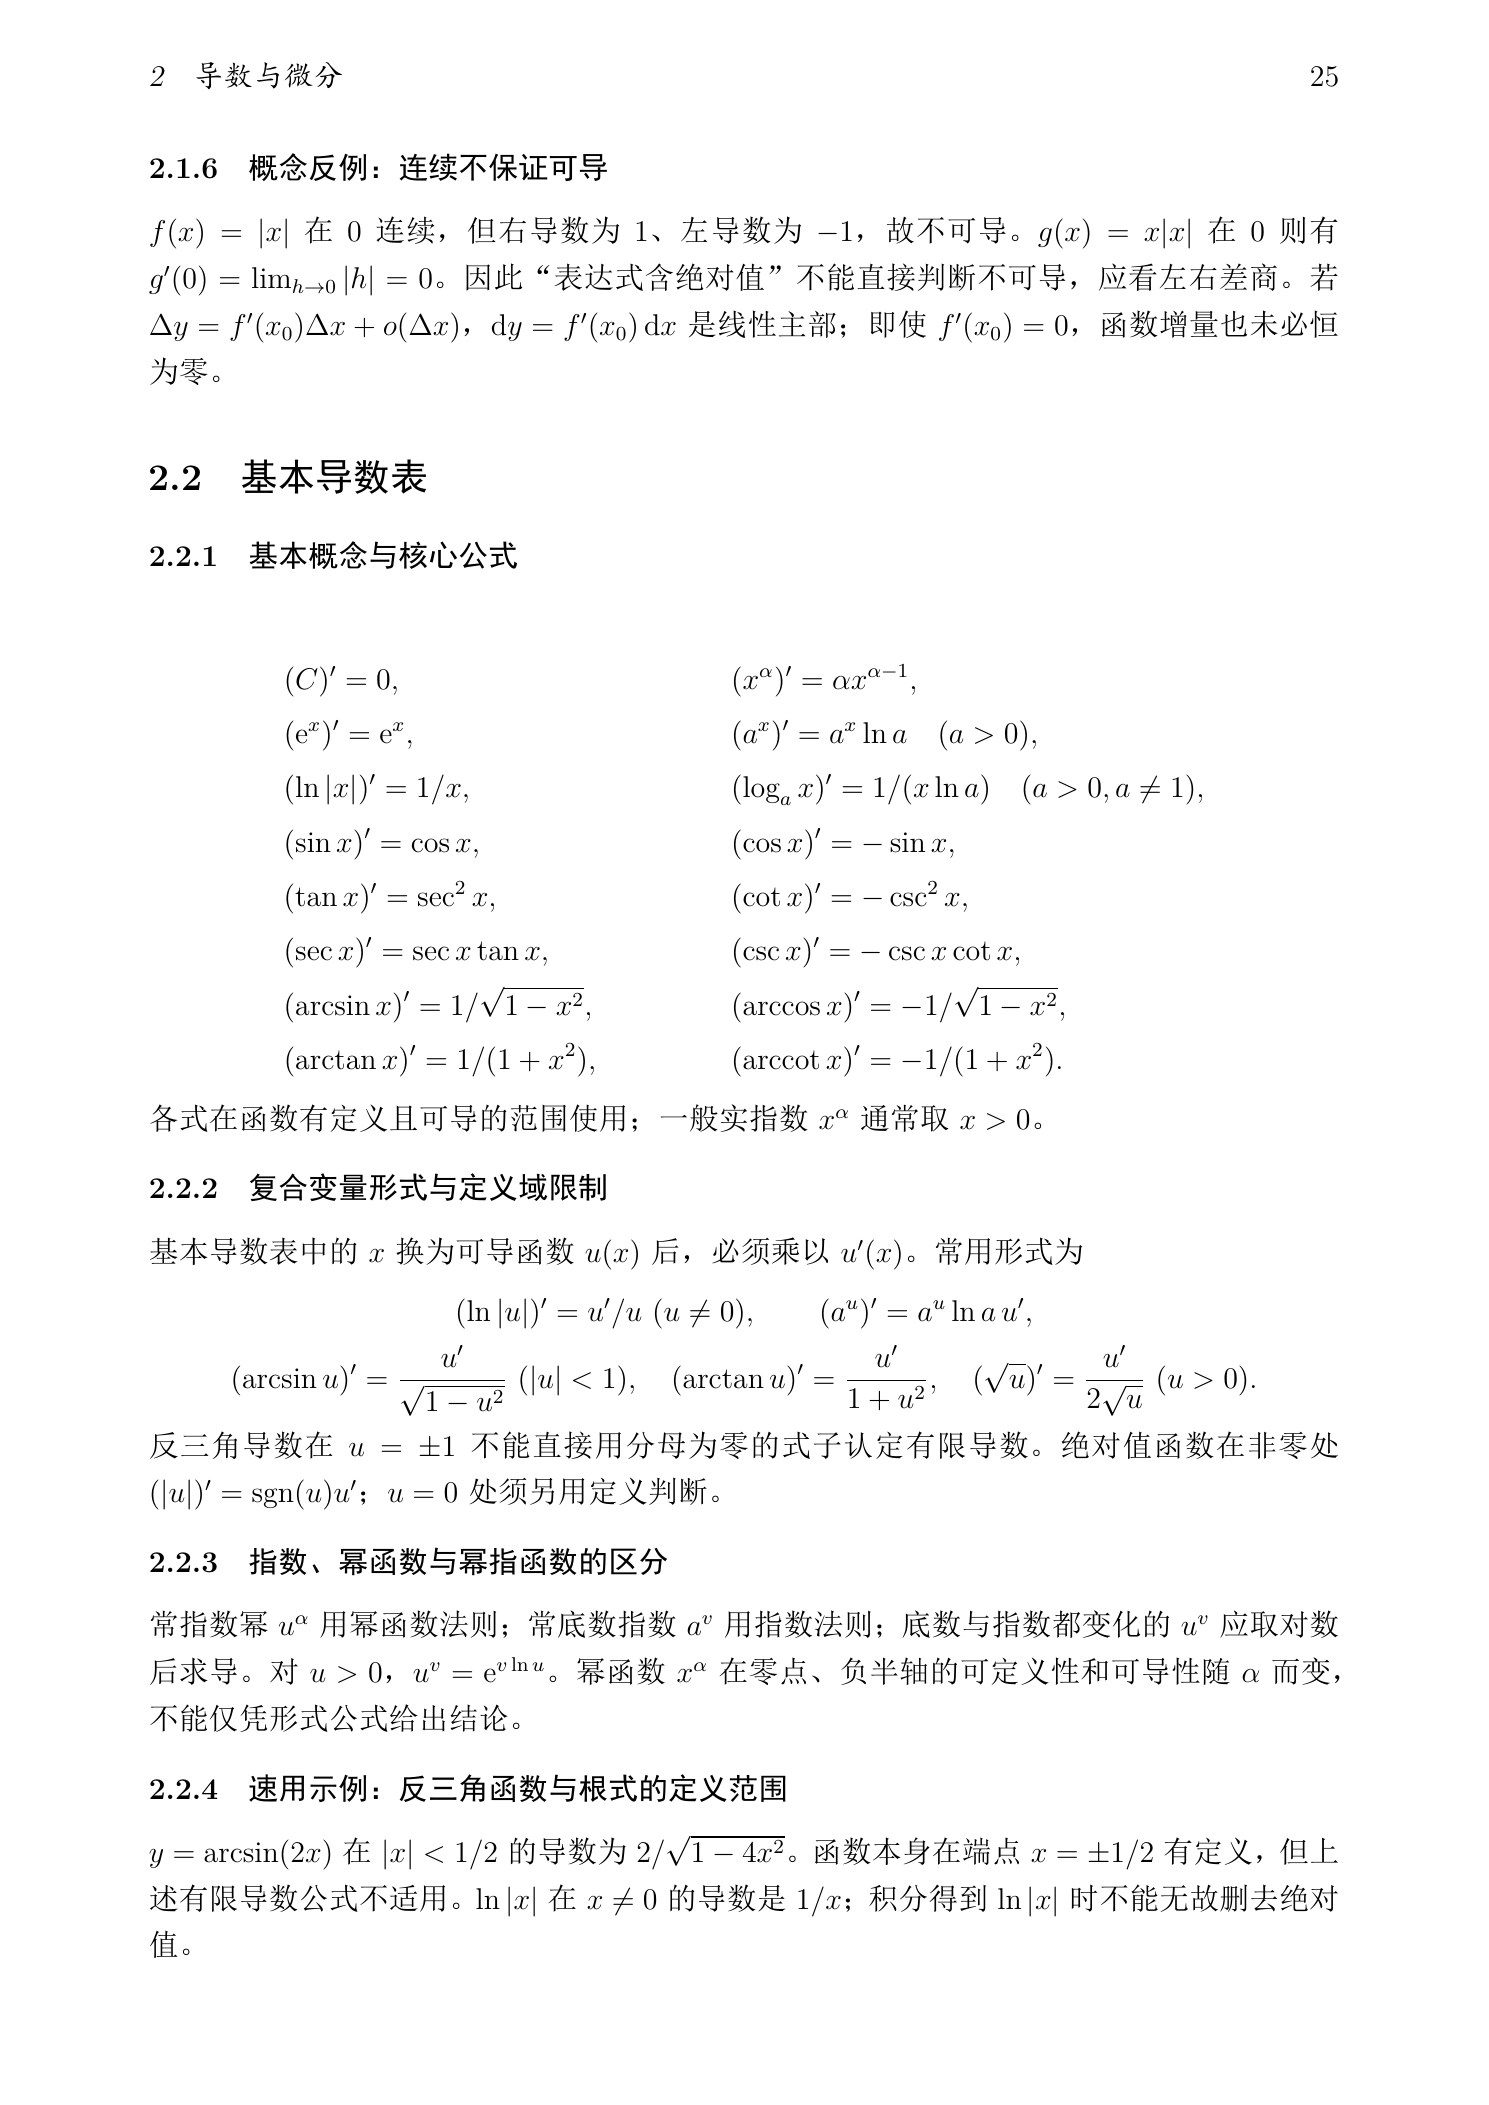 2 导数与微分 25
2.1.6 概念反例：连续不保证可导
f(x) = |x| 在 0 连续，但右导数为 1、左导数为 −1，故不可导。g(x) = x|x| 在 0 则有
g′(0) = lim_{h→0} |h| = 0。因此“表达式含绝对值”不能直接判断不可导，应看左右差商。若
Δy = f′(x₀)Δx + o(Δx)，dy = f′(x₀) dx 是线性主部；即使 f′(x₀) = 0，函数增量也未必恒
为零。
2.2 基本导数表
2.2.1 基本概念与核心公式
(C)′ = 0, (x^α)′ = αx^{α−1},
(e^x)′ = e^x, (a^x)′ = a^x ln a (a > 0),
(ln |x|)′ = 1/x, (log_a x)′ = 1/(x ln a) (a > 0, a ≠ 1),
(sin x)′ = cos x, (cos x)′ = − sin x,
(tan x)′ = sec² x, (cot x)′ = − csc² x,
(sec x)′ = sec x tan x, (csc x)′ = − csc x cot x,
(arcsin x)′ = 1/√(1 − x²), (arccos x)′ = −1/√(1 − x²),
(arctan x)′ = 1/(1 + x²), (arccot x)′ = −1/(1 + x²).
各式在函数有定义且可导的范围使用；一般实指数 x^α 通常取 x > 0。
2.2.2 复合变量形式与定义域限制
基本导数表中的 x 换为可导函数 u(x) 后，必须乘以 u′(x)。常用形式为
(ln |u|)′ = u′/u (u ≠ 0), (a^u)′ = a^u ln a u′,
(arcsin u)′ = u′/√(1 − u²) (|u| < 1), (arctan u)′ = u′/(1 + u²), (√u)′ = u′/(2√u) (u > 0).
反三角导数在 u = ±1 不能直接用分母为零的式子认定有限导数。绝对值函数在非零处
(|u|)′ = sgn(u)u′；u = 0 处须另用定义判断。
2.2.3 指数、幂函数与幂指函数的区分
常指数幂 u^α 用幂函数法则；常底数指数 a^v 用指数法则；底数与指数都变化的 u^v 应取对数
后求导。对 u > 0，u^v = e^{v ln u}。幂函数 x^α 在零点、负半轴的可定义性和可导性随 α 而变，
不能仅凭形式公式给出结论。
2.2.4 速用示例：反三角函数与根式的定义范围
y = arcsin(2x) 在 |x| < 1/2 的导数为 2/√(1 − 4x²)。函数本身在端点 x = ±1/2 有定义，但上
述有限导数公式不适用。ln |x| 在 x ≠ 0 的导数是 1/x；积分得到 ln |x| 时不能无故删去绝对
值。